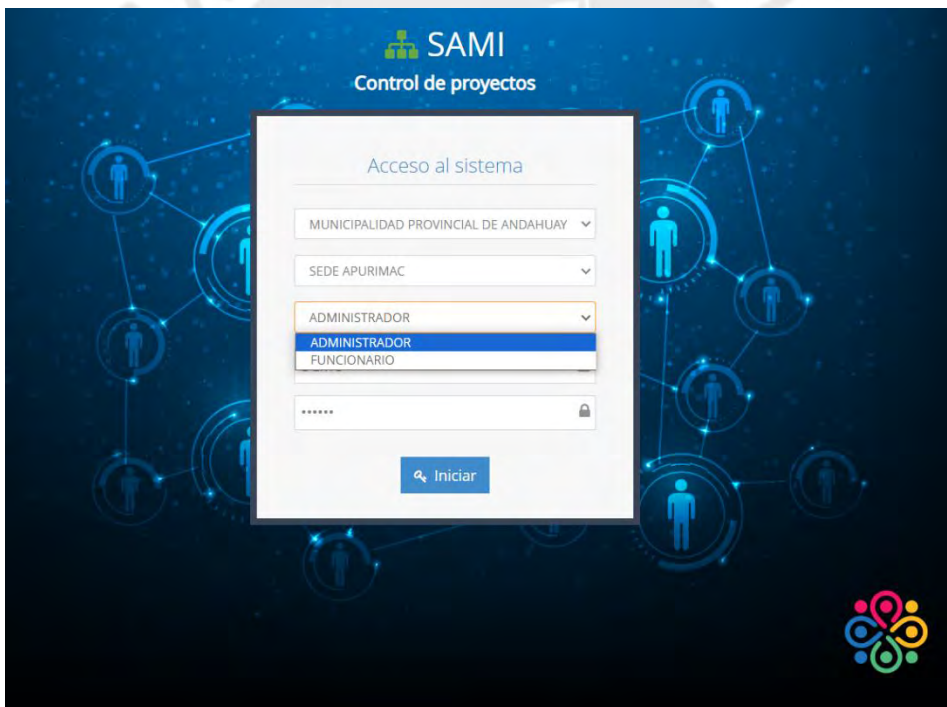 SAMI
Control de proyectos
Acceso al sistema
MUNICIPALIDAD PROVINCIAL DE ANDAHUAY
SEDE APURIMAC
ADMINISTRADOR
ADMINISTRADOR
FUNCIONARIO
••••••
Iniciar